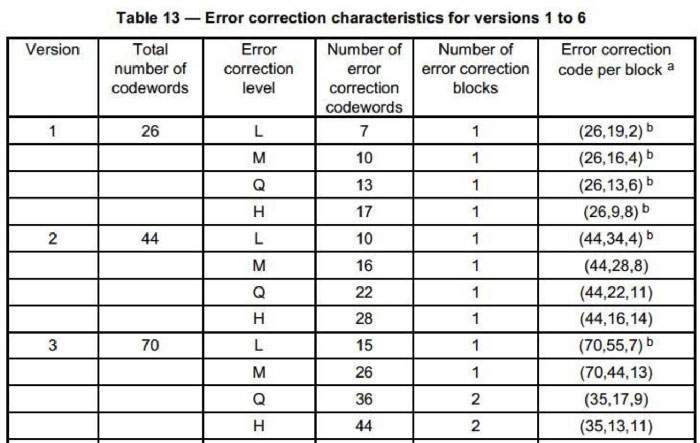 Table 13 — Error correction characteristics for versions 1 to 6
Version Total number of codewords Error correction level Number of error correction codewords Number of error correction blocks Error correction code per block a
1 26 L 7 1 (26,19,2) b
M 10 1 (26,16,4) b
Q 13 1 (26,13,6) b
H 17 1 (26,9,8) b
2 44 L 10 1 (44,34,4) b
M 16 1 (44,28,8)
Q 22 1 (44,22,11)
H 28 1 (44,16,14)
3 70 L 15 1 (70,55,7) b
M 26 1 (70,44,13)
Q 36 2 (35,17,9)
H 44 2 (35,13,11)